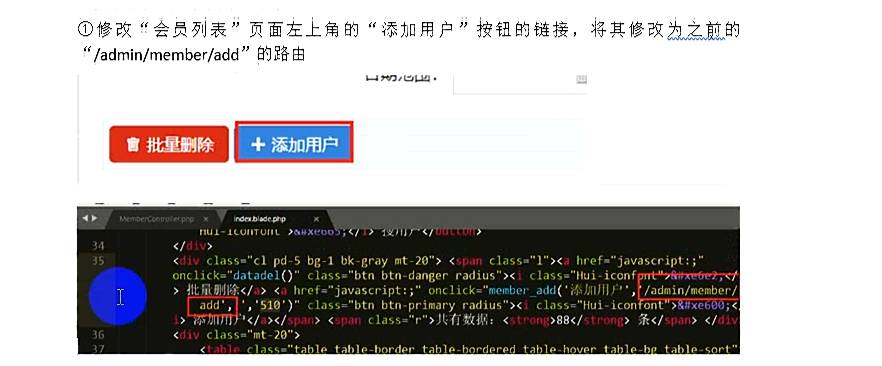 ①修改“会员列表”页面左上角的“添加用户”按钮的链接，将其修改为之前的
“/admin/member/add”的路由
日期范围：
批量删除 添加用户
MemberController.php × index.blade.php ×
Hui-iconfont">&#xe665;</i> 搜用户</button>
34 </div>
35 <div class="cl pd-5 bg-1 bk-gray mt-20"> <span class="l"><a href="javascript:;"
onclick="datadel()" class="btn btn-danger radius"><i class="Hui-iconfont">&#xe6e2;</
> 批量删除</a> <a href="javascript:;" onclick="member_add('添加用户','/admin/member/
add','','510')" class="btn btn-primary radius"><i class="Hui-iconfont">&#xe600;</
i> 添加用户</a></span> <span class="r">共有数据：<strong>88</strong> 条</span> </div>
36 <div class="mt-20">
37 <table class="table table-border table-bordered table-hover table-bg table-sort">